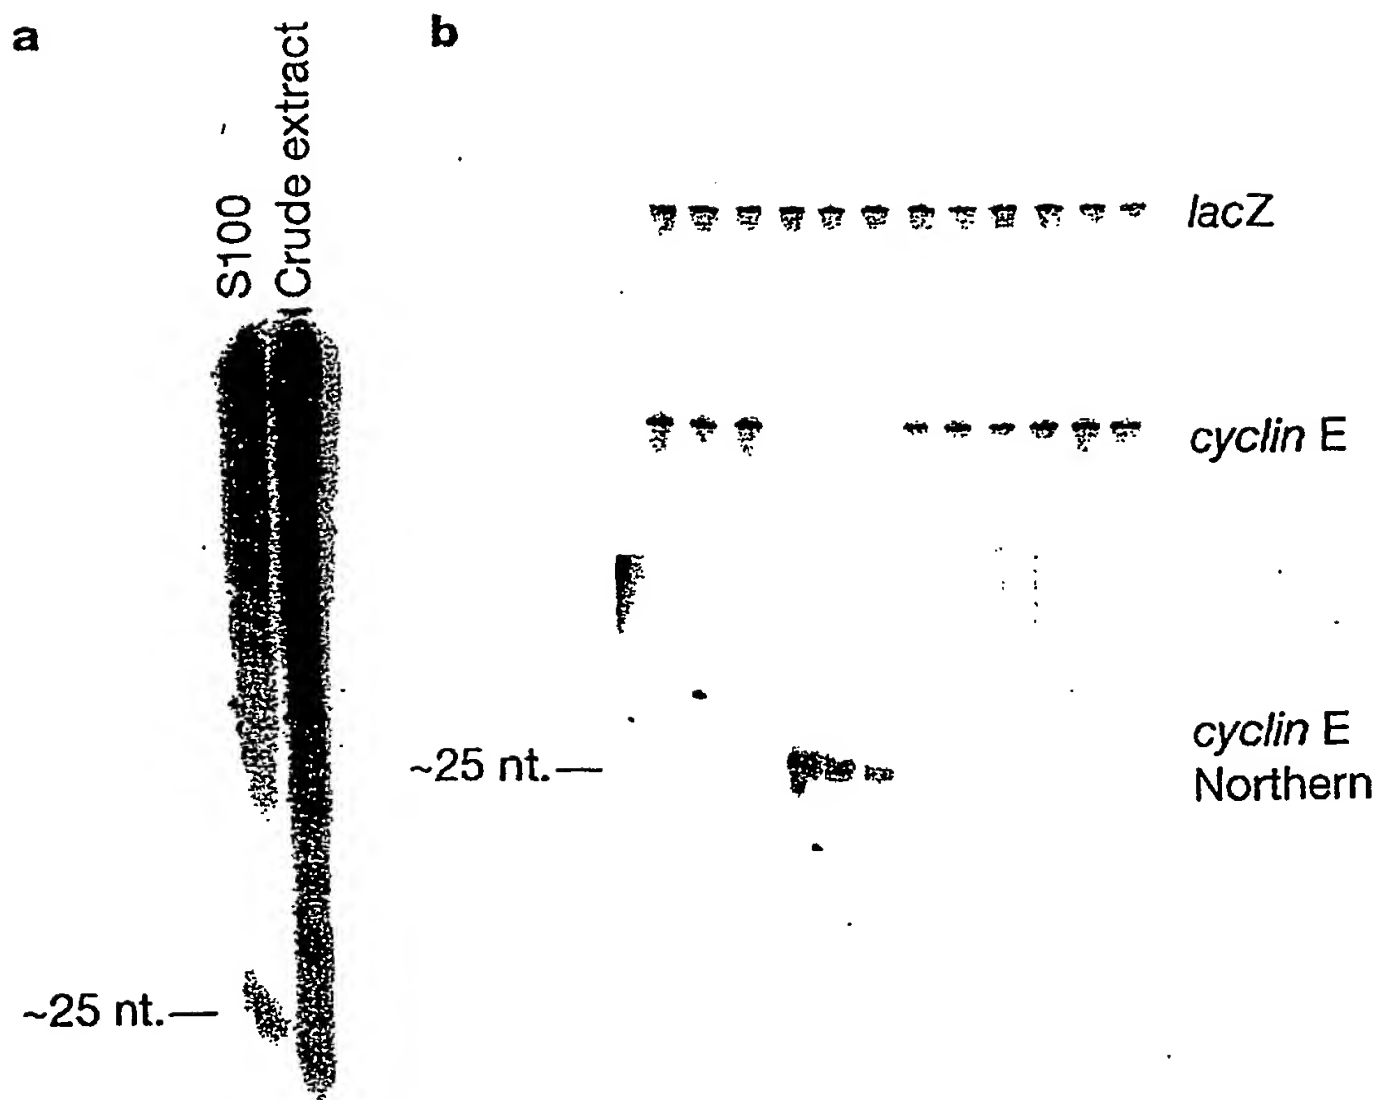 a
b
S100
Crude extract
lacZ
cyclin E
~25 nt.
cyclin E
Northern
~25 nt.